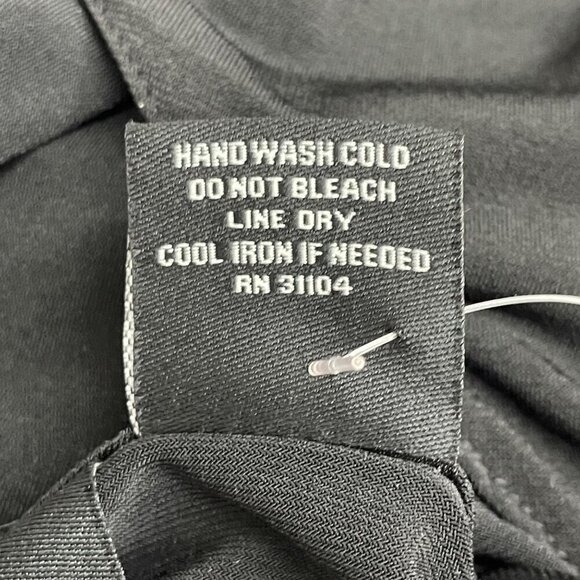 HAND WASH COLD
DO NOT BLEACH
LINE DRY
COOL IRON IF NEEDED
RN 31104